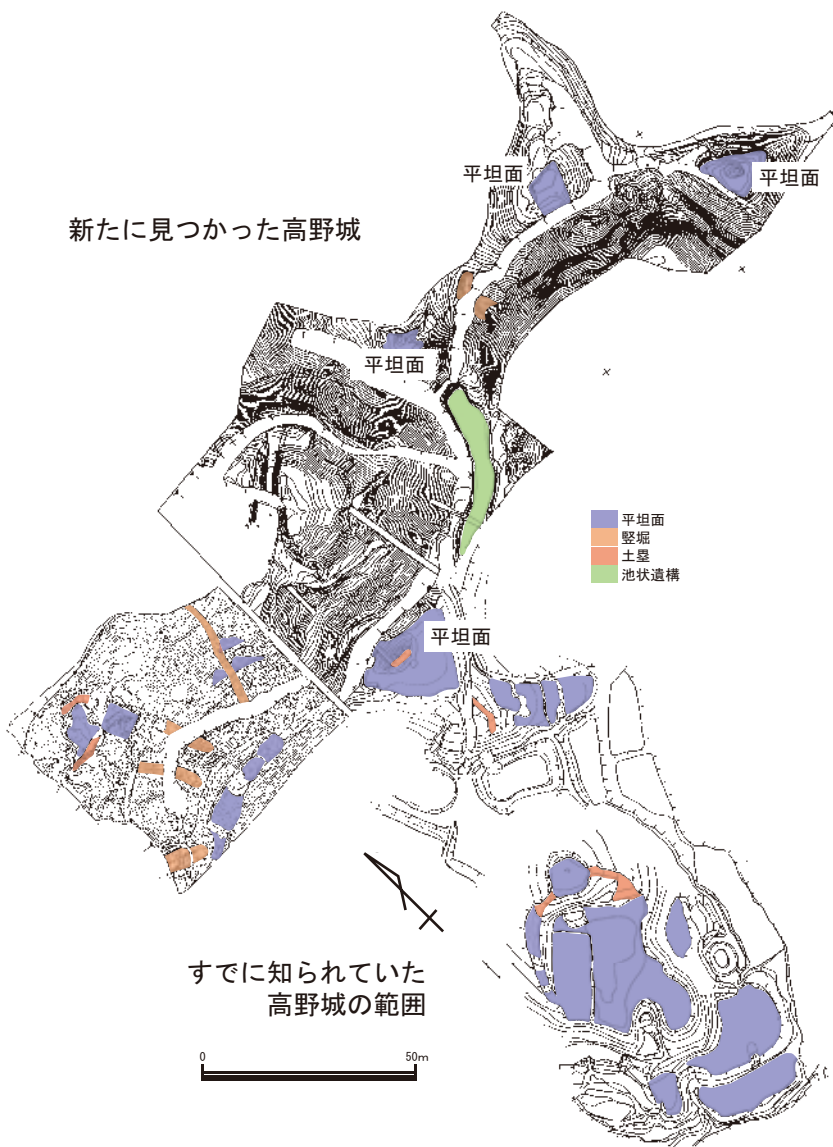 平坦面
平坦面
新たに見つかった高野城
平坦面
平坦面
竪堀
土塁
池状遺構
平坦面
すでに知られていた
高野城の範囲
0
50m